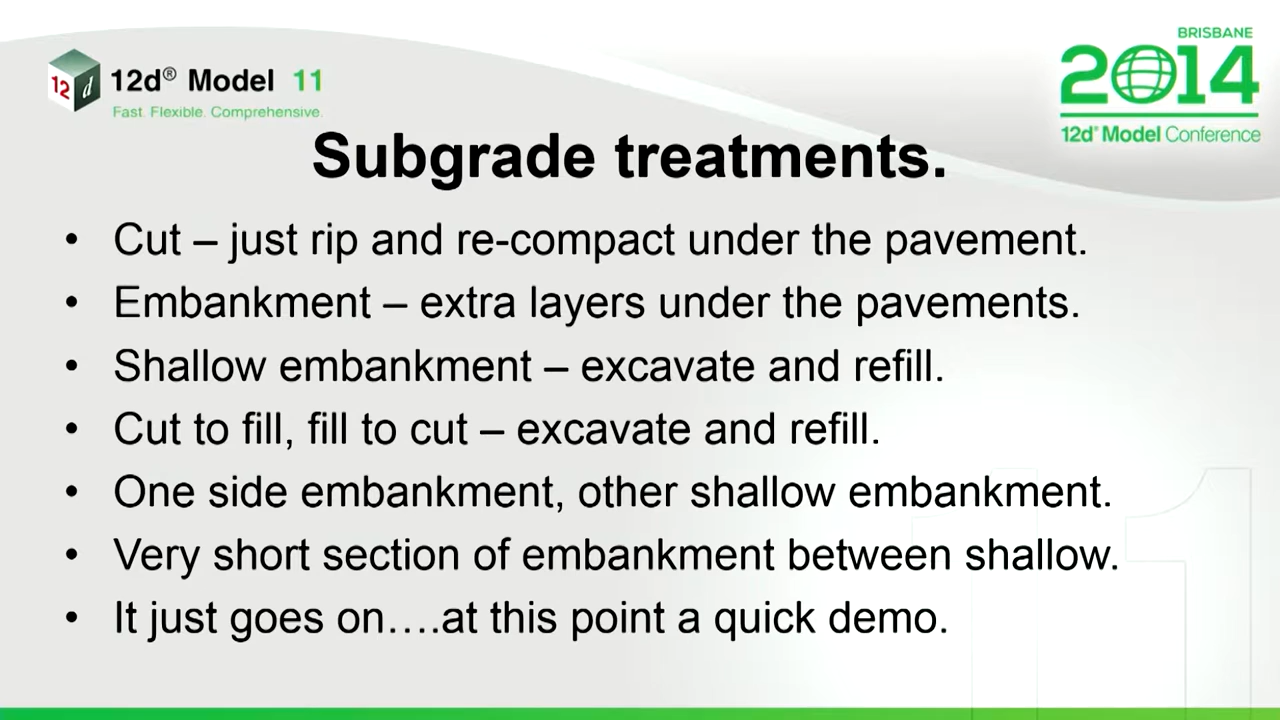 BRISBANE
2014
12d® Model Conference
12 d
12d® Model 11
Fast. Flexible. Comprehensive.
Subgrade treatments.
• Cut – just rip and re-compact under the pavement.
• Embankment – extra layers under the pavements.
• Shallow embankment – excavate and refill.
• Cut to fill, fill to cut – excavate and refill.
• One side embankment, other shallow embankment.
• Very short section of embankment between shallow.
• It just goes on….at this point a quick demo.
11